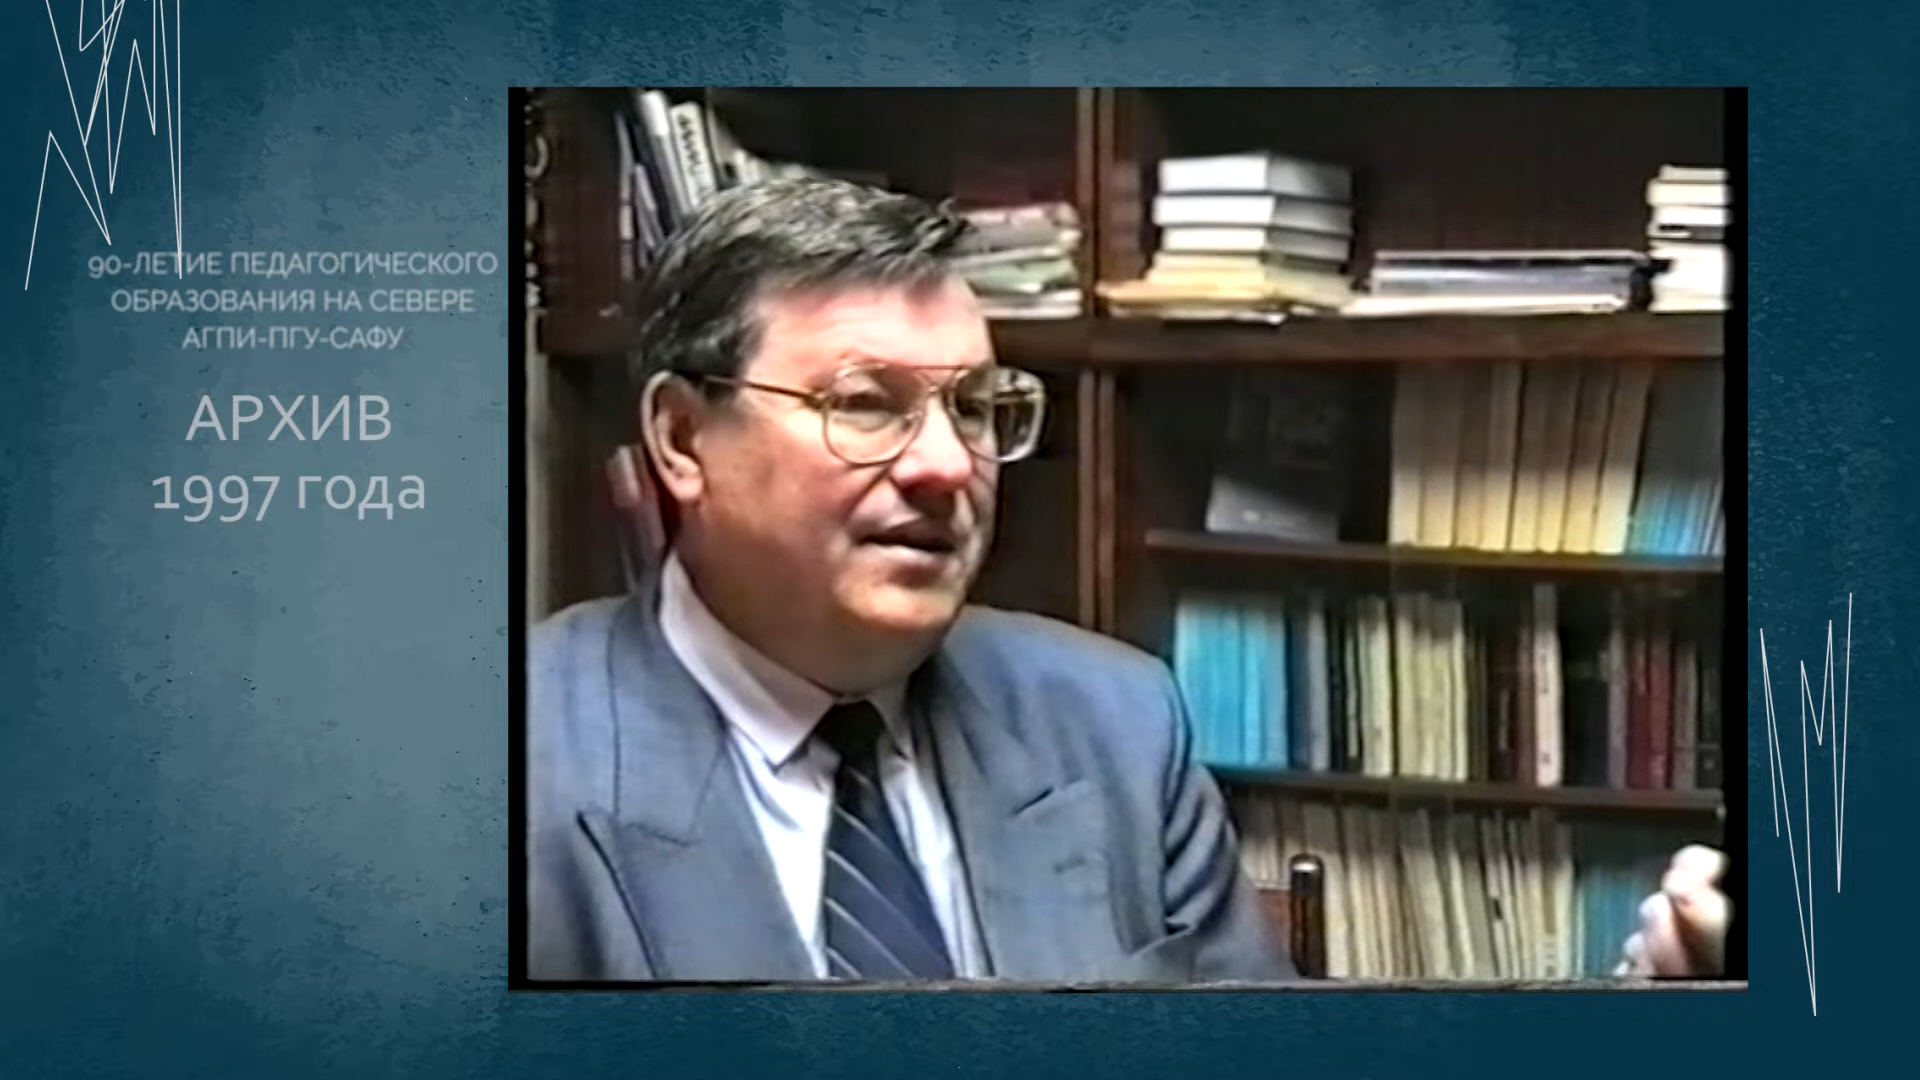 90-ЛЕТИЕ ПЕДАГОГИЧЕСКОГО
ОБРАЗОВАНИЯ НА СЕВЕРЕ
АГПИ-ПГУ-САФУ
АРХИВ
1997 года